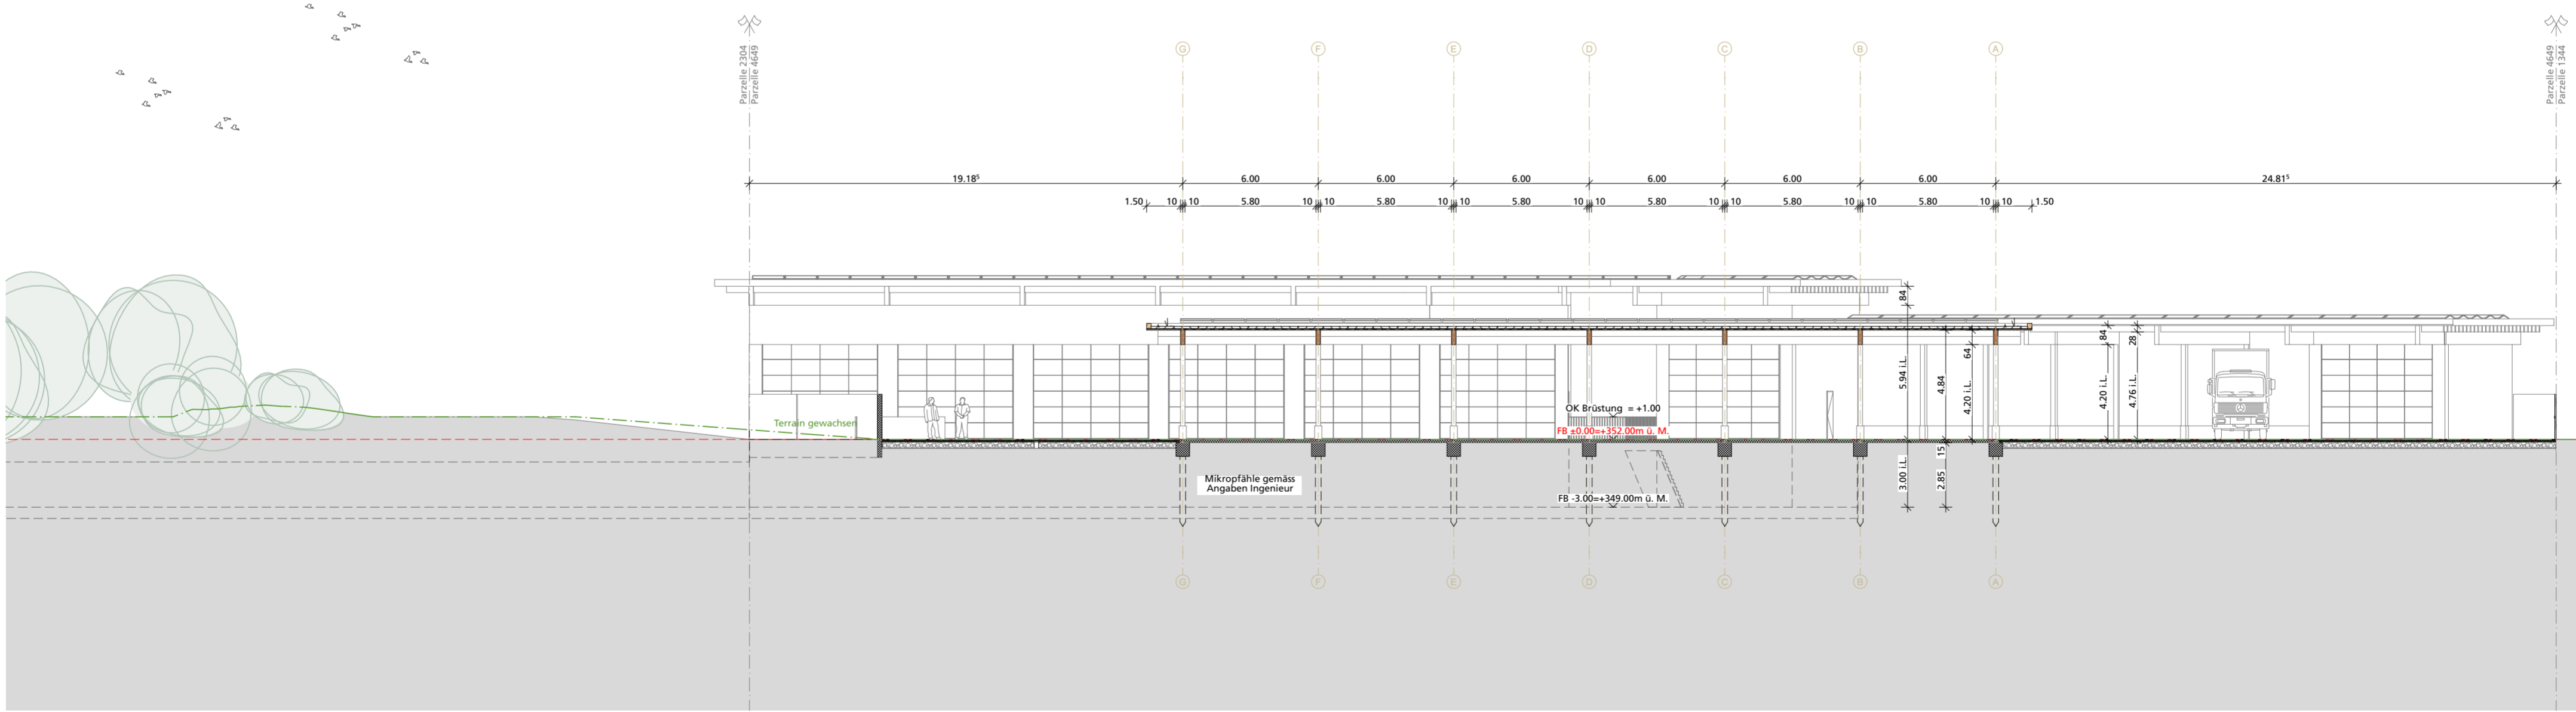 Parzelle 2304
Parzelle 4649
G
F
E
D
C
B
A
Parzelle 4649
Parzelle 1344
19.18⁵
6.00
6.00
6.00
6.00
6.00
6.00
24.81⁵
1.50
10
10
5.80
10
10
5.80
10
10
5.80
10
10
5.80
10
10
5.80
10
10
5.80
10
10
1.50
84
5.94 i.L.
3.00 i.L.
4.84
15
2.85
64
4.20 i.L.
84
4.20 i.L.
28
4.76 i.L.
OK Brüstung = +1.00
Terrain gewachsen
FB ±0.00=+352.00m ü. M.
Mikropfähle gemäss
Angaben Ingenieur
FB -3.00=+349.00m ü. M.
G
F
E
D
C
B
A